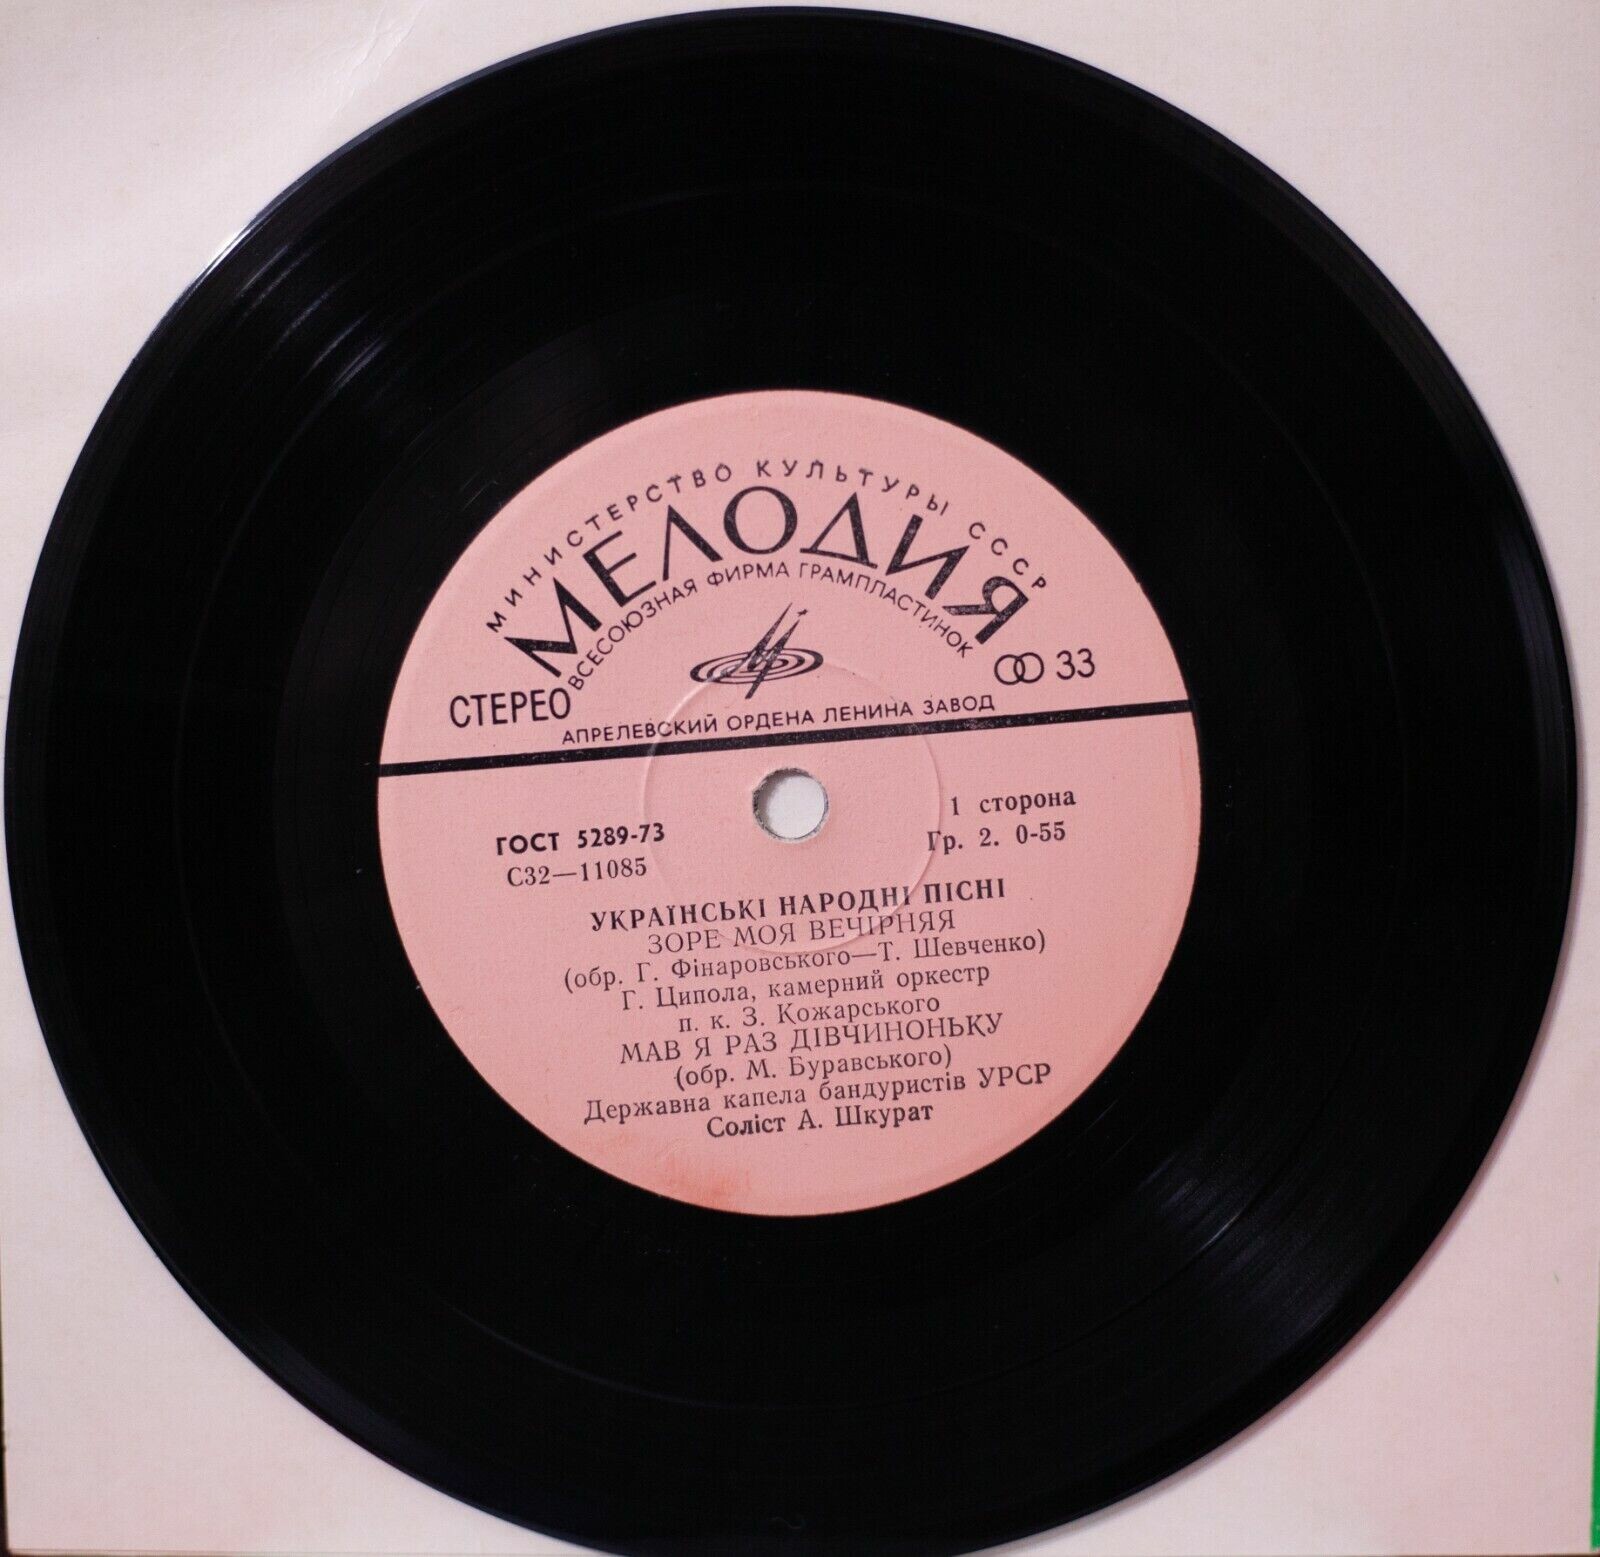 МИНИСТЕРСТВО КУЛЬТУРЫ СССР
МЕЛОДИЯ
ВСЕСОЮЗНАЯ ФИРМА ГРАМПЛАСТИНОК
СТЕРЕО
33
АПРЕЛЕВСКИЙ ОРДЕНА ЛЕНИНА ЗАВОД
ГОСТ 5289-73
С32—11085
1 сторона
Гр. 2. 0-55
УКРАЇНСЬКІ НАРОДНІ ПІСНІ
ЗОРЕ МОЯ ВЕЧІРНЯЯ
(обр. Г. Фінаровського—Т. Шевченко)
Г. Ципола, камерний оркестр
п. к. З. Кожарського
МАВ Я РАЗ ДІВЧИНОНЬКУ
(обр. М. Буравського)
Державна капела бандуристів УРСР
Соліст А. Шкурат